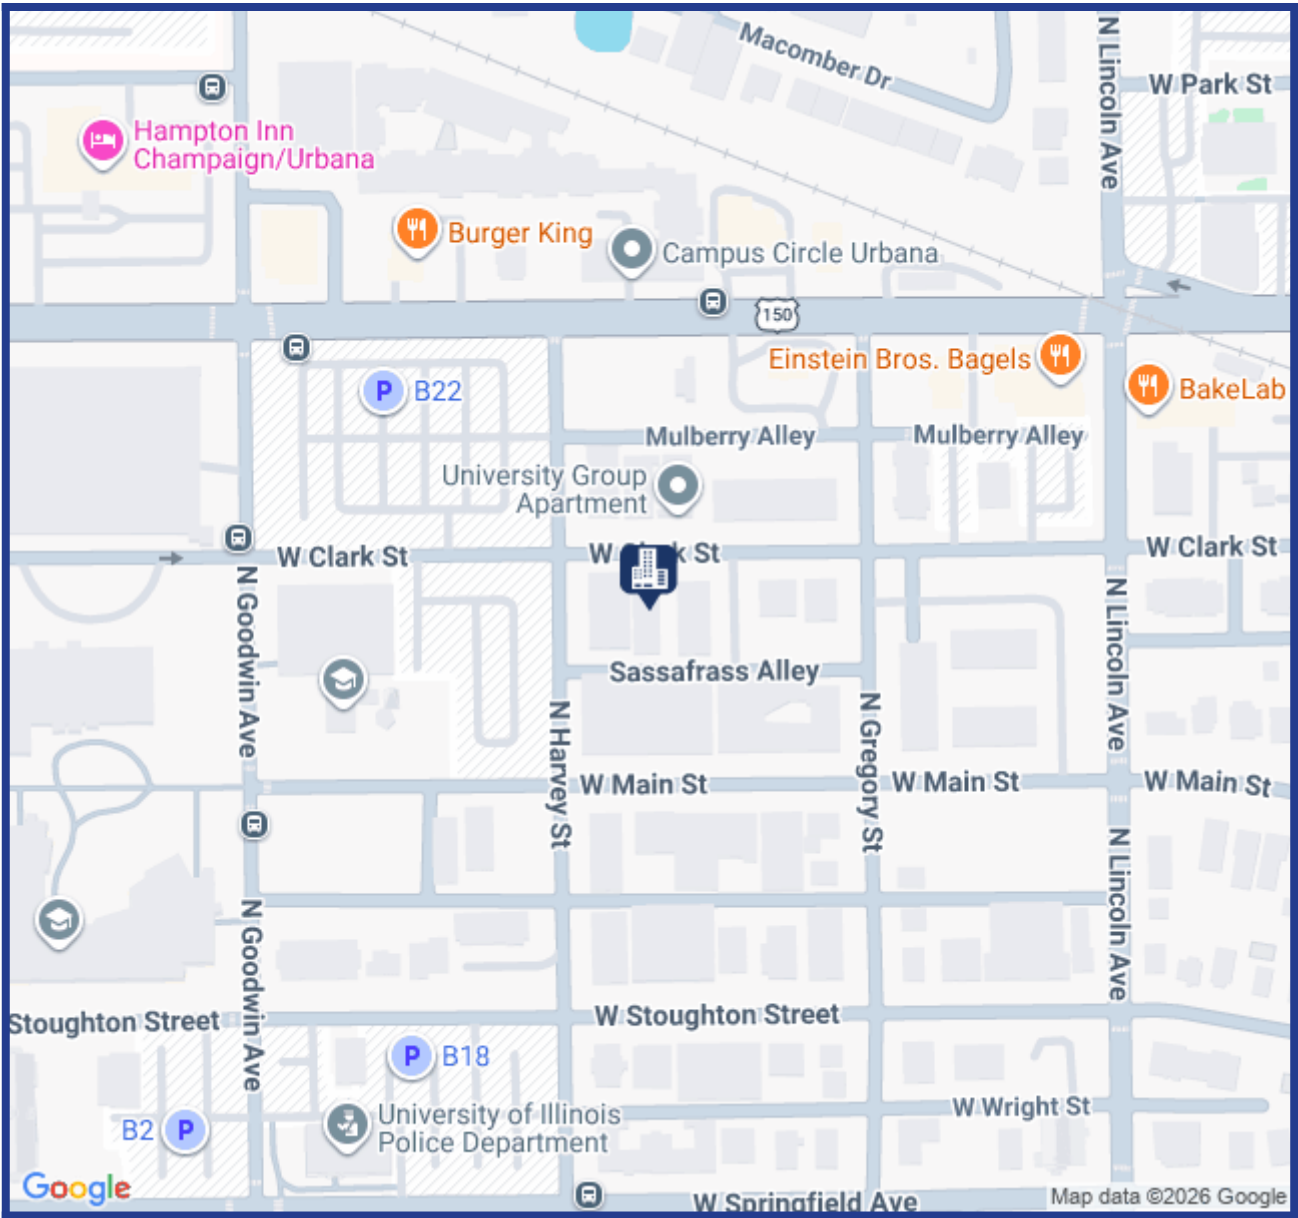 Macomber Dr
N Lincoln Ave
W Park St
Hampton Inn
Champaign/Urbana
Burger King
Campus Circle Urbana
150
Einstein Bros. Bagels
P B22
BakeLab
Mulberry Alley
Mulberry Alley
University Group
Apartment
W Clark St
W Clark St
W Clark St
N Goodwin Ave
N Lincoln Ave
Sassafrass Alley
N Harvey St
N Gregory St
W Main St
W Main St
W Main St
N Lincoln Ave
N Goodwin Ave
Stoughton Street
W Stoughton Street
P B18
W Wright St
B2 P
University of Illinois
Police Department
Google
W Springfield Ave
Map data ©2026 Google